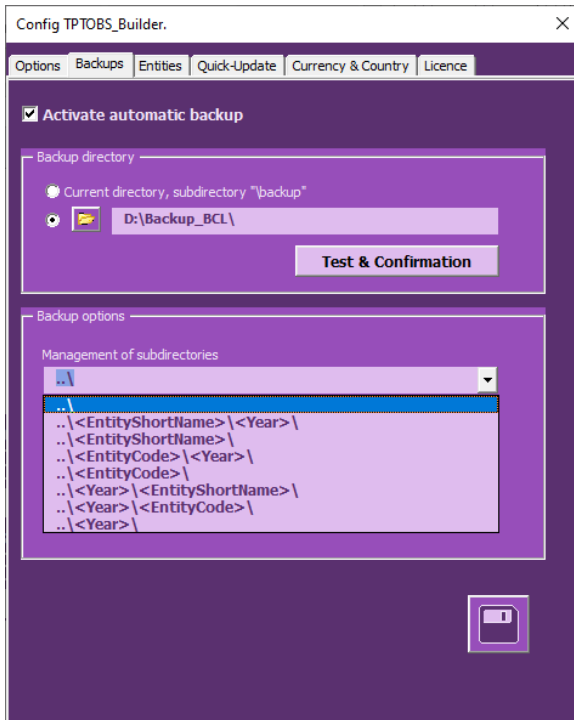 Config TPTOBS_Builder.
Options Backups Entities Quick-Update Currency & Country Licence
Activate automatic backup
Backup directory
Current directory, subdirectory "\backup"
D:\Backup_BCL\
Test & Confirmation
Backup options
Management of subdirectories
..\
..\
..\<EntityShortName>\<Year>\
..\<EntityShortName>\
..\<EntityCode>\<Year>\
..\<EntityCode>\
..\<Year>\<EntityShortName>\
..\<Year>\<EntityCode>\
..\<Year>\